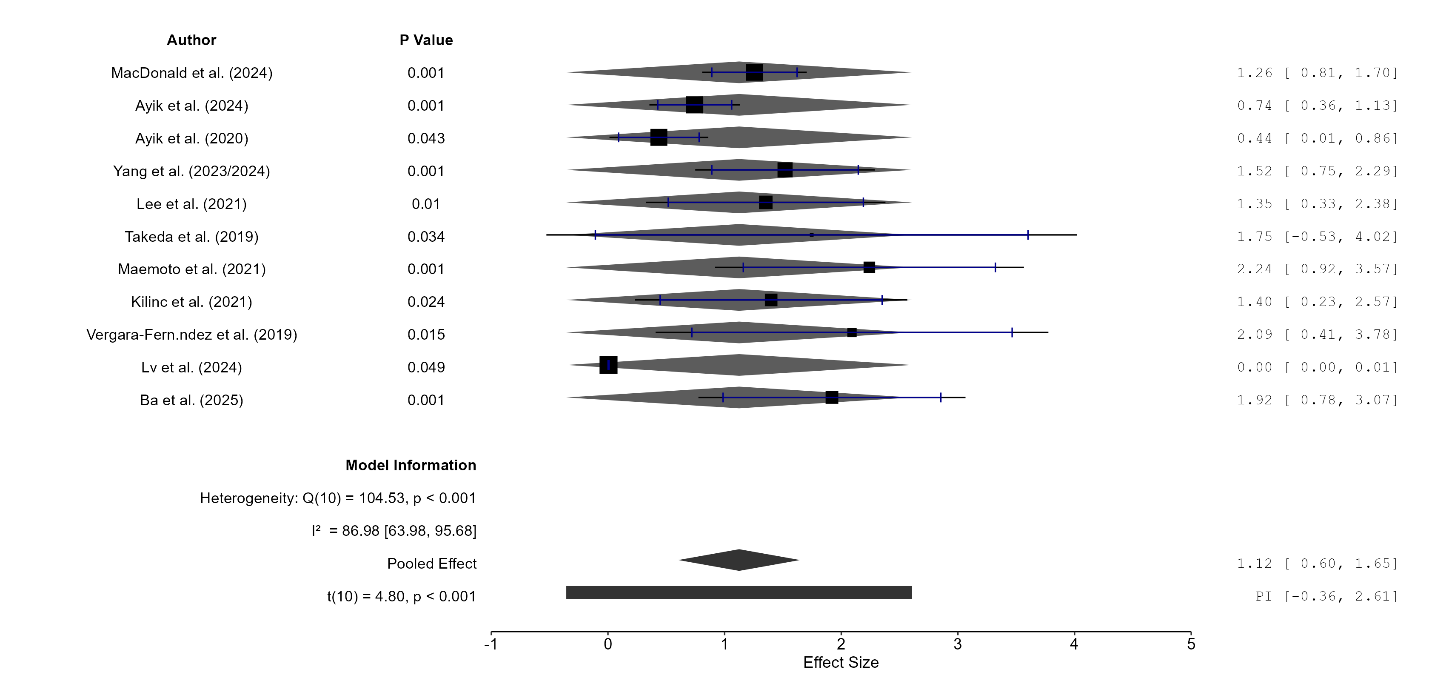 Author P Value
MacDonald et al. (2024) 0.001 1.26 [ 0.81, 1.70]
Ayik et al. (2024) 0.001 0.74 [ 0.36, 1.13]
Ayik et al. (2020) 0.043 0.44 [ 0.01, 0.86]
Yang et al. (2023/2024) 0.001 1.52 [ 0.75, 2.29]
Lee et al. (2021) 0.01 1.35 [ 0.33, 2.38]
Takeda et al. (2019) 0.034 1.75 [-0.53, 4.02]
Maemoto et al. (2021) 0.001 2.24 [ 0.92, 3.57]
Kilinc et al. (2021) 0.024 1.40 [ 0.23, 2.57]
Vergara-Fern.ndez et al. (2019) 0.015 2.09 [ 0.41, 3.78]
Lv et al. (2024) 0.049 0.00 [ 0.00, 0.01]
Ba et al. (2025) 0.001 1.92 [ 0.78, 3.07]
Model Information
Heterogeneity: Q(10) = 104.53, p < 0.001
I² = 86.98 [63.98, 95.68]
Pooled Effect 1.12 [ 0.60, 1.65]
t(10) = 4.80, p < 0.001 PI [-0.36, 2.61]
-1 0 1 2 3 4 5
Effect Size